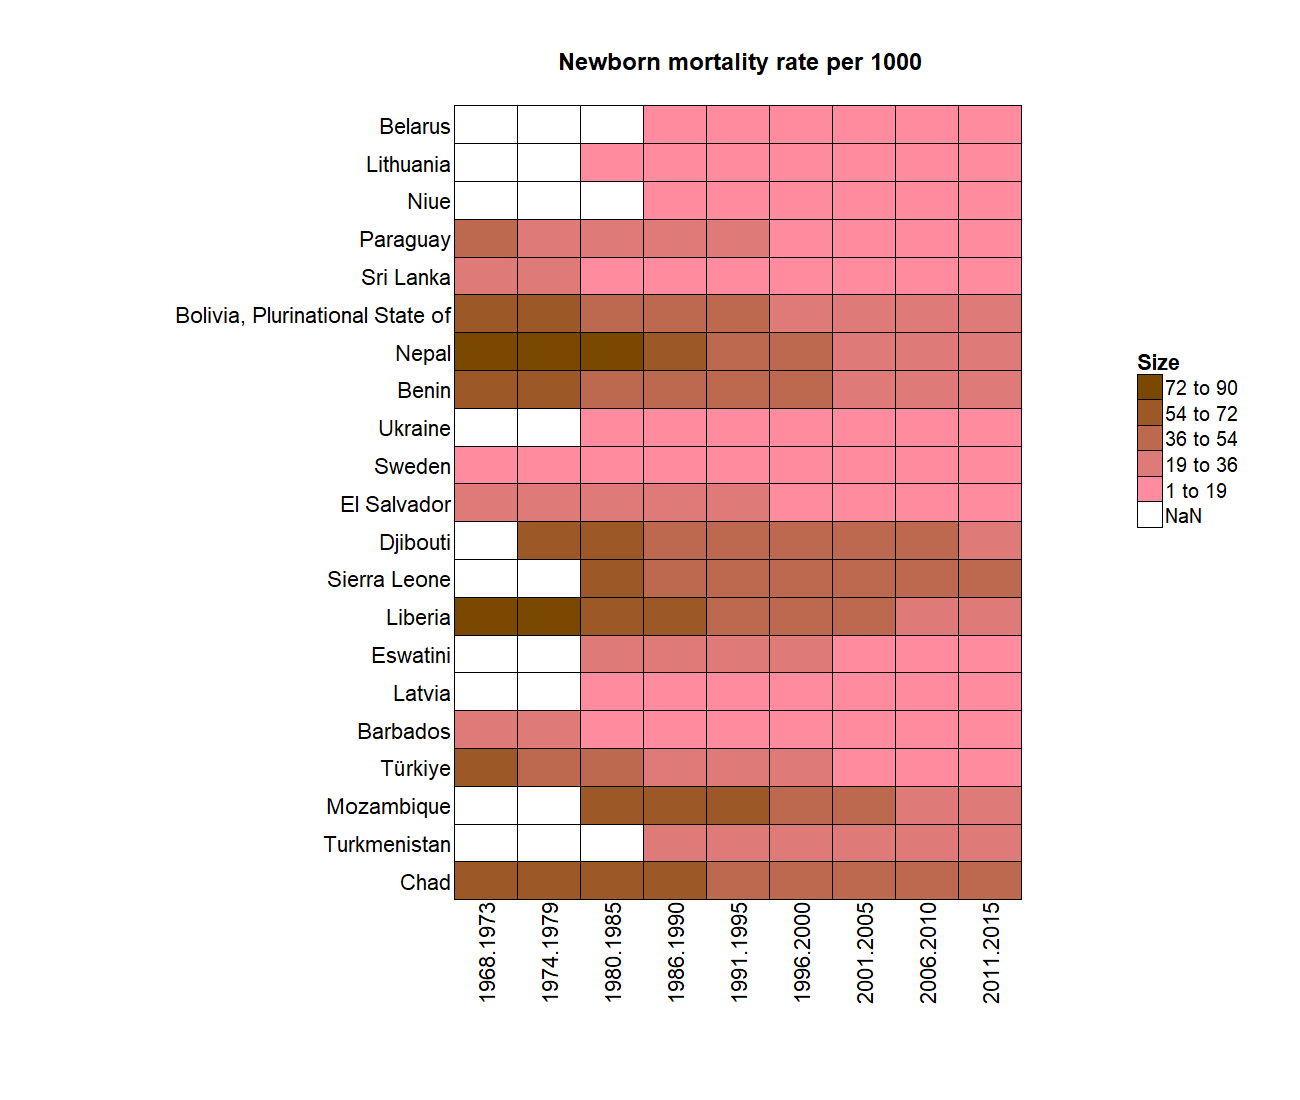 Newborn mortality rate per 1000
Belarus
Lithuania
Niue
Paraguay
Sri Lanka
Bolivia, Plurinational State of
Nepal
Benin
Ukraine
Sweden
El Salvador
Djibouti
Sierra Leone
Liberia
Eswatini
Latvia
Barbados
Türkiye
Mozambique
Turkmenistan
Chad
1968.1973
1974.1979
1980.1985
1986.1990
1991.1995
1996.2000
2001.2005
2006.2010
2011.2015
Size
72 to 90
54 to 72
36 to 54
19 to 36
1 to 19
NaN